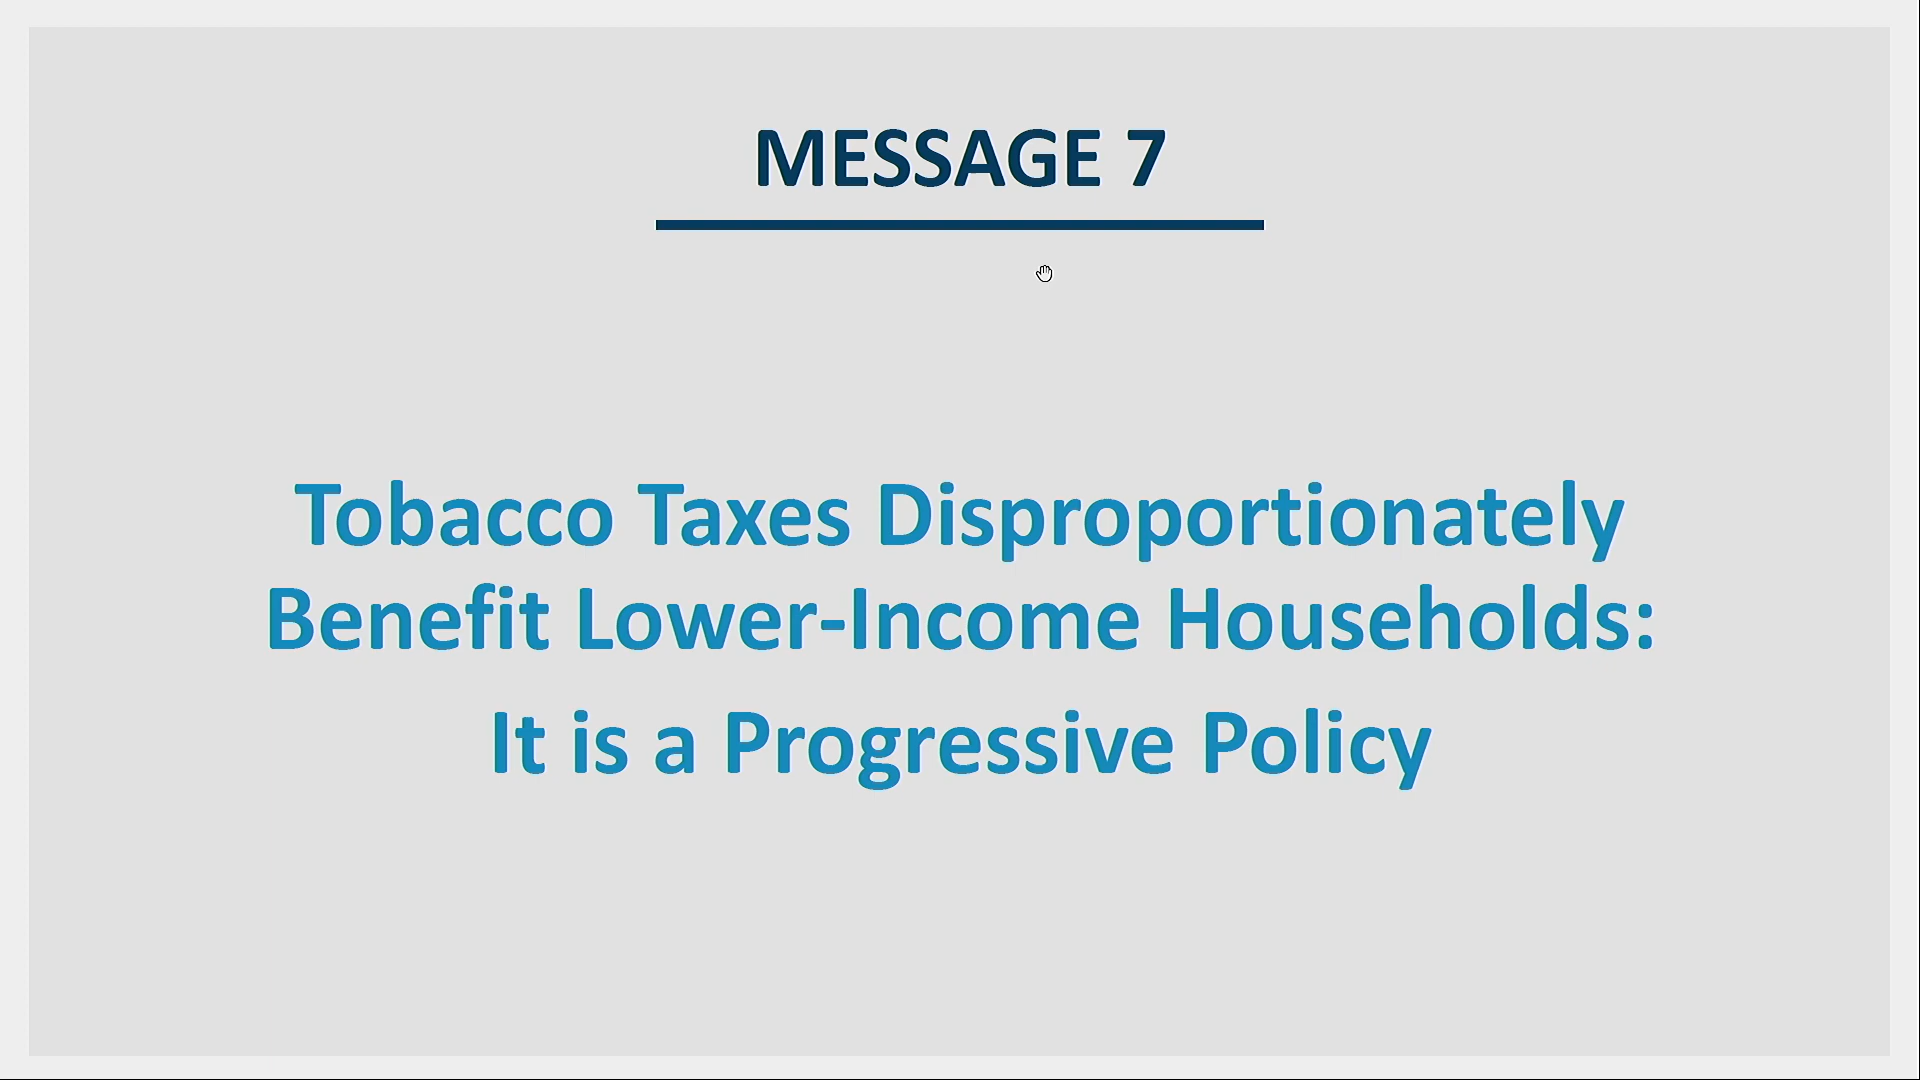 MESSAGE 7
Tobacco Taxes Disproportionately
Benefit Lower-Income Households:
It is a Progressive Policy